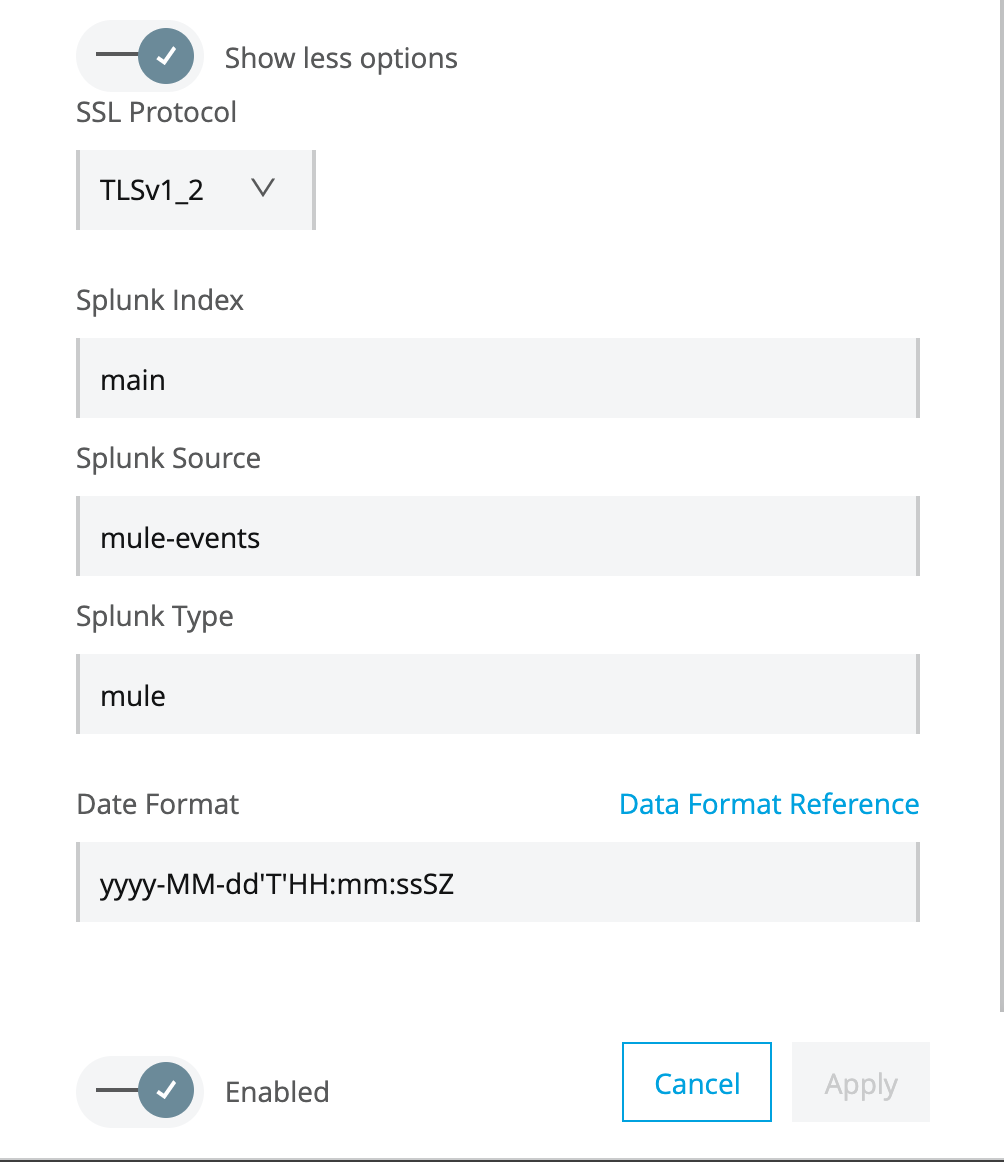 Show less options
SSL Protocol
TLSv1_2
Splunk Index
main
Splunk Source
mule-events
Splunk Type
mule
Date Format Data Format Reference
yyyy-MM-dd'T'HH:mm:ssSZ
Enabled Cancel Apply